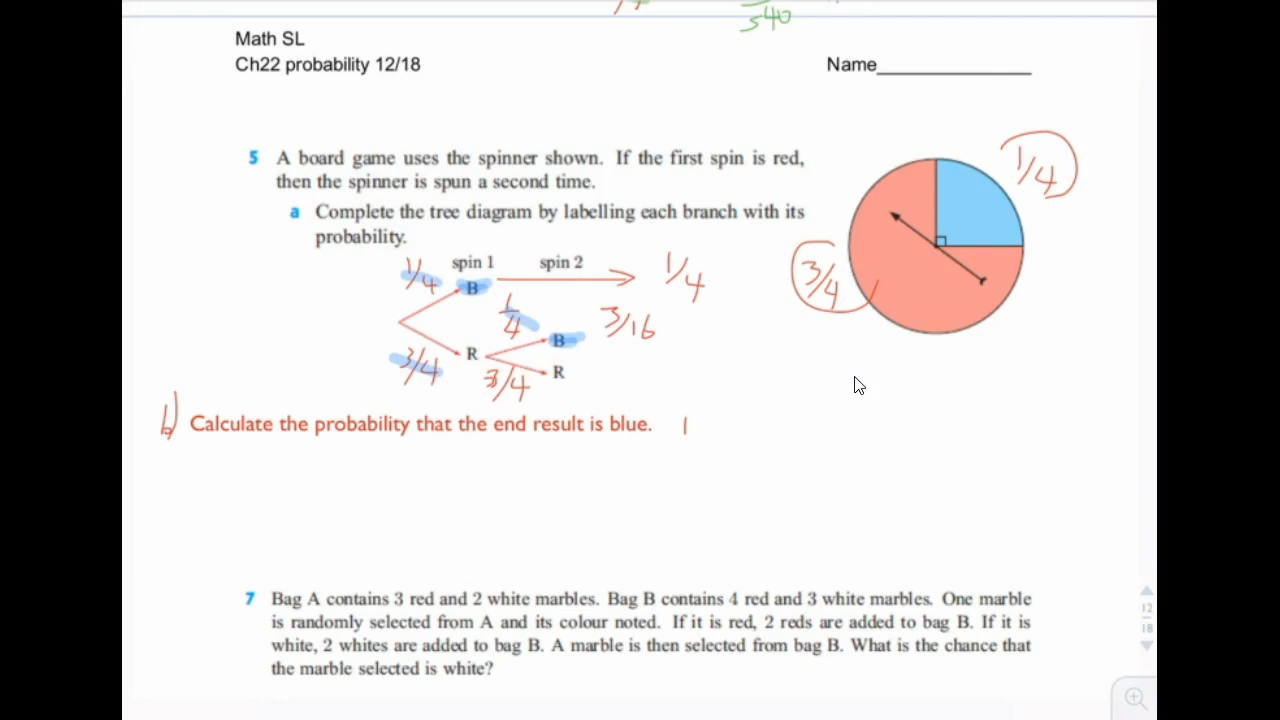 540
Math SL
Ch22 probability 12/18
Name______________
5 A board game uses the spinner shown. If the first spin is red,
then the spinner is spun a second time.
a Complete the tree diagram by labelling each branch with its
probability.
1/4
3/4
spin 1 spin 2
1/4 B 1/4
1/4 B 3/16
3/4 R
3/4 R
b) Calculate the probability that the end result is blue. 1
7 Bag A contains 3 red and 2 white marbles. Bag B contains 4 red and 3 white marbles. One marble
is randomly selected from A and its colour noted. If it is red, 2 reds are added to bag B. If it is
white, 2 whites are added to bag B. A marble is then selected from bag B. What is the chance that
the marble selected is white?
12
18